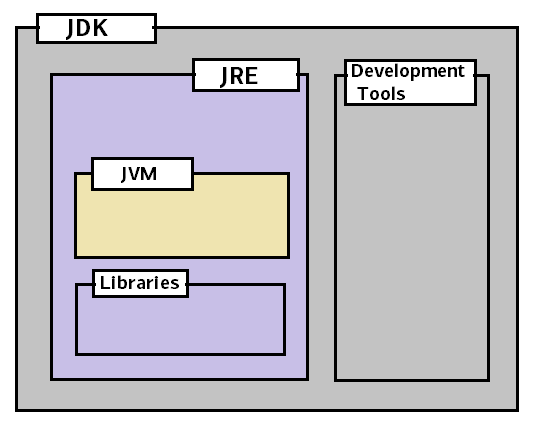 JDK
JRE
Development
Tools
JVM
Libraries